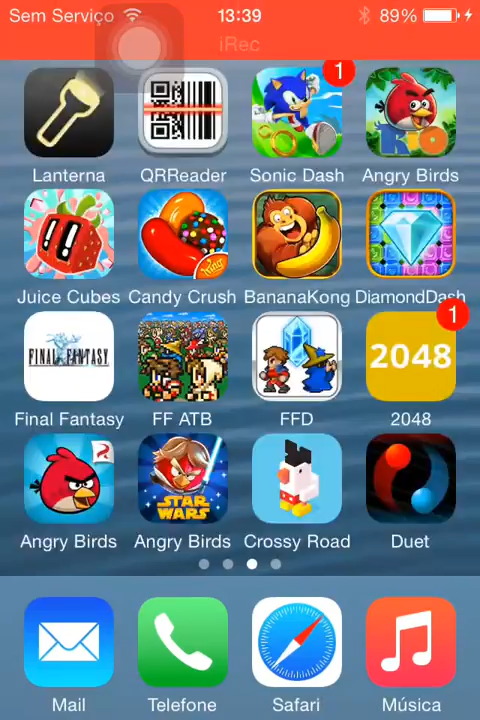 Sem Serviço 13:39 89%
iRec
1
Lanterna QRReader Sonic Dash Angry Birds
RIO
King
Juice Cubes Candy Crush BananaKong DiamondDash
1
FINAL FANTASY 2048
Final Fantasy FF ATB FFD 2048
STAR WARS
Angry Birds Angry Birds Crossy Road Duet
Mail Telefone Safari Música